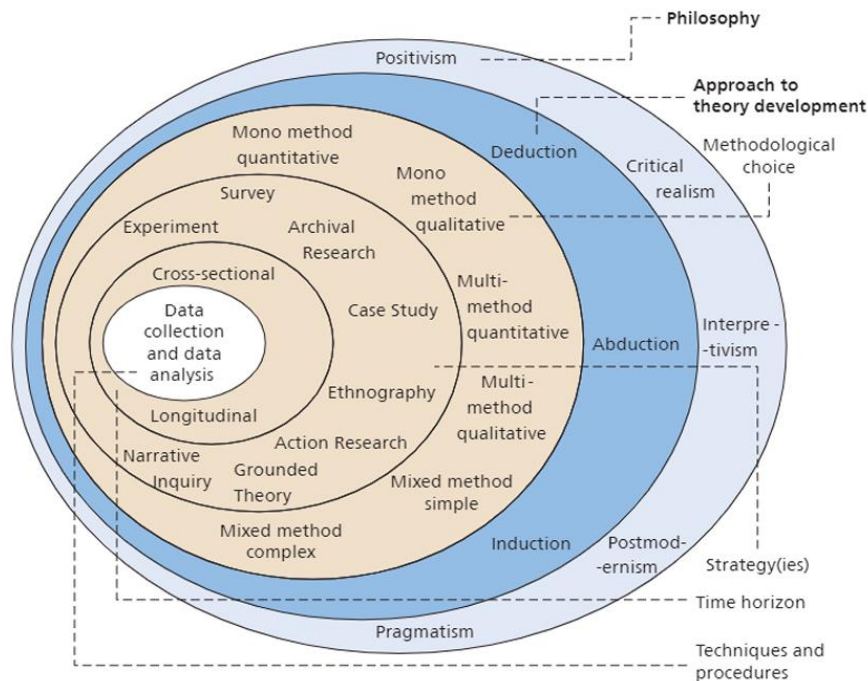 Philosophy
Positivism
Approach to
theory development
Mono method
quantitative
Deduction
Methodological
choice
Critical
realism
Mono
method
qualitative
Survey
Experiment
Archival
Research
Cross-sectional
Multi-
method
quantitative
Data
collection
and data
analysis
Case Study
Abduction
Interpre-
-tivism
Ethnography
Multi-
method
qualitative
Longitudinal
Action Research
Narrative
Inquiry
Grounded
Theory
Mixed method
simple
Mixed method
complex
Induction
Postmod-
-ernism
Strategy(ies)
Time horizon
Pragmatism
Techniques and
procedures